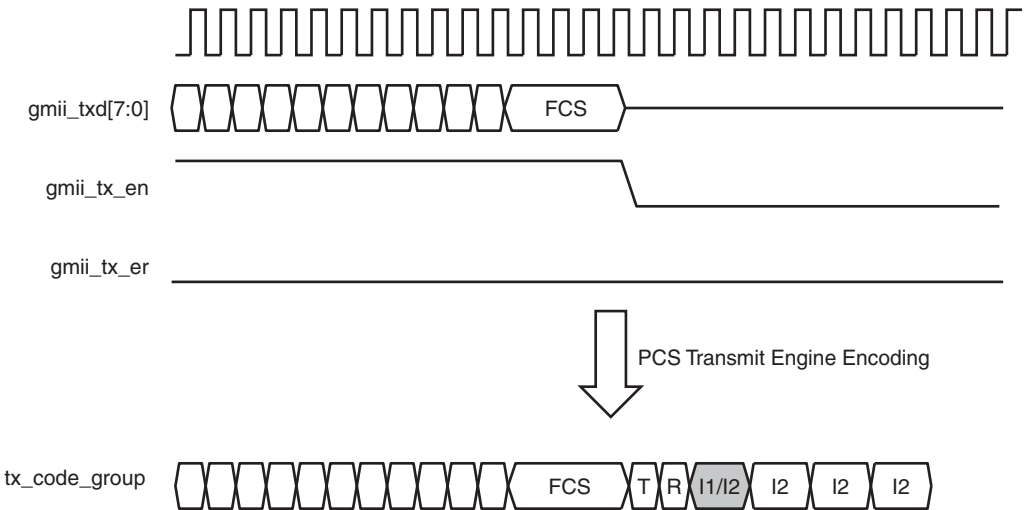 gmii_txd[7:0]
FCS
gmii_tx_en
gmii_tx_er
PCS Transmit Engine Encoding
tx_code_group
FCS
T
R
I1/I2
I2
I2
I2